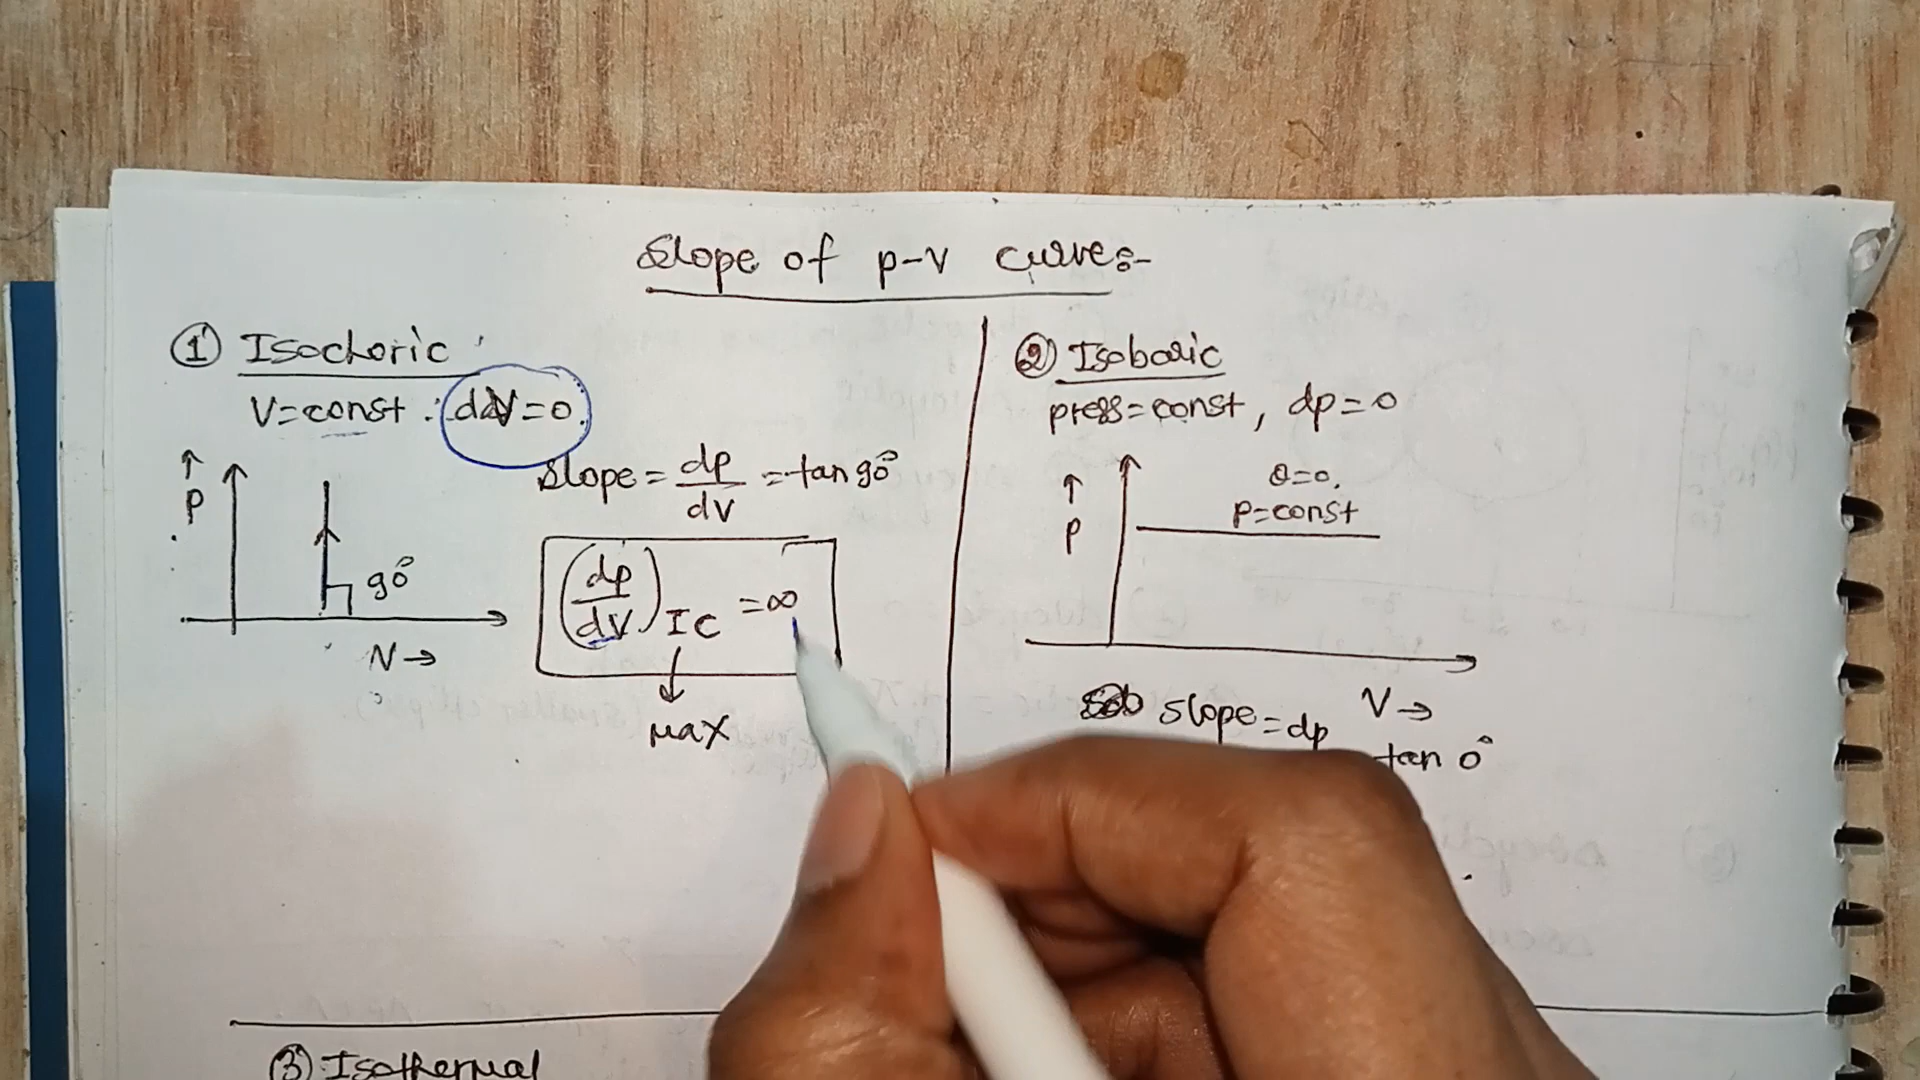 Slope of p-v curve:-
① Isochoric
V=const. dV=0.
↑
P
90°
V→
Slope = dp/dV = tan 90°
(dp/dV) IC = ∞
↓
Max
② Isobaric
press=const, dp=0
↑
P
θ=0.
P=const
V→
slope = dp
tan 0°
③ Isothermal